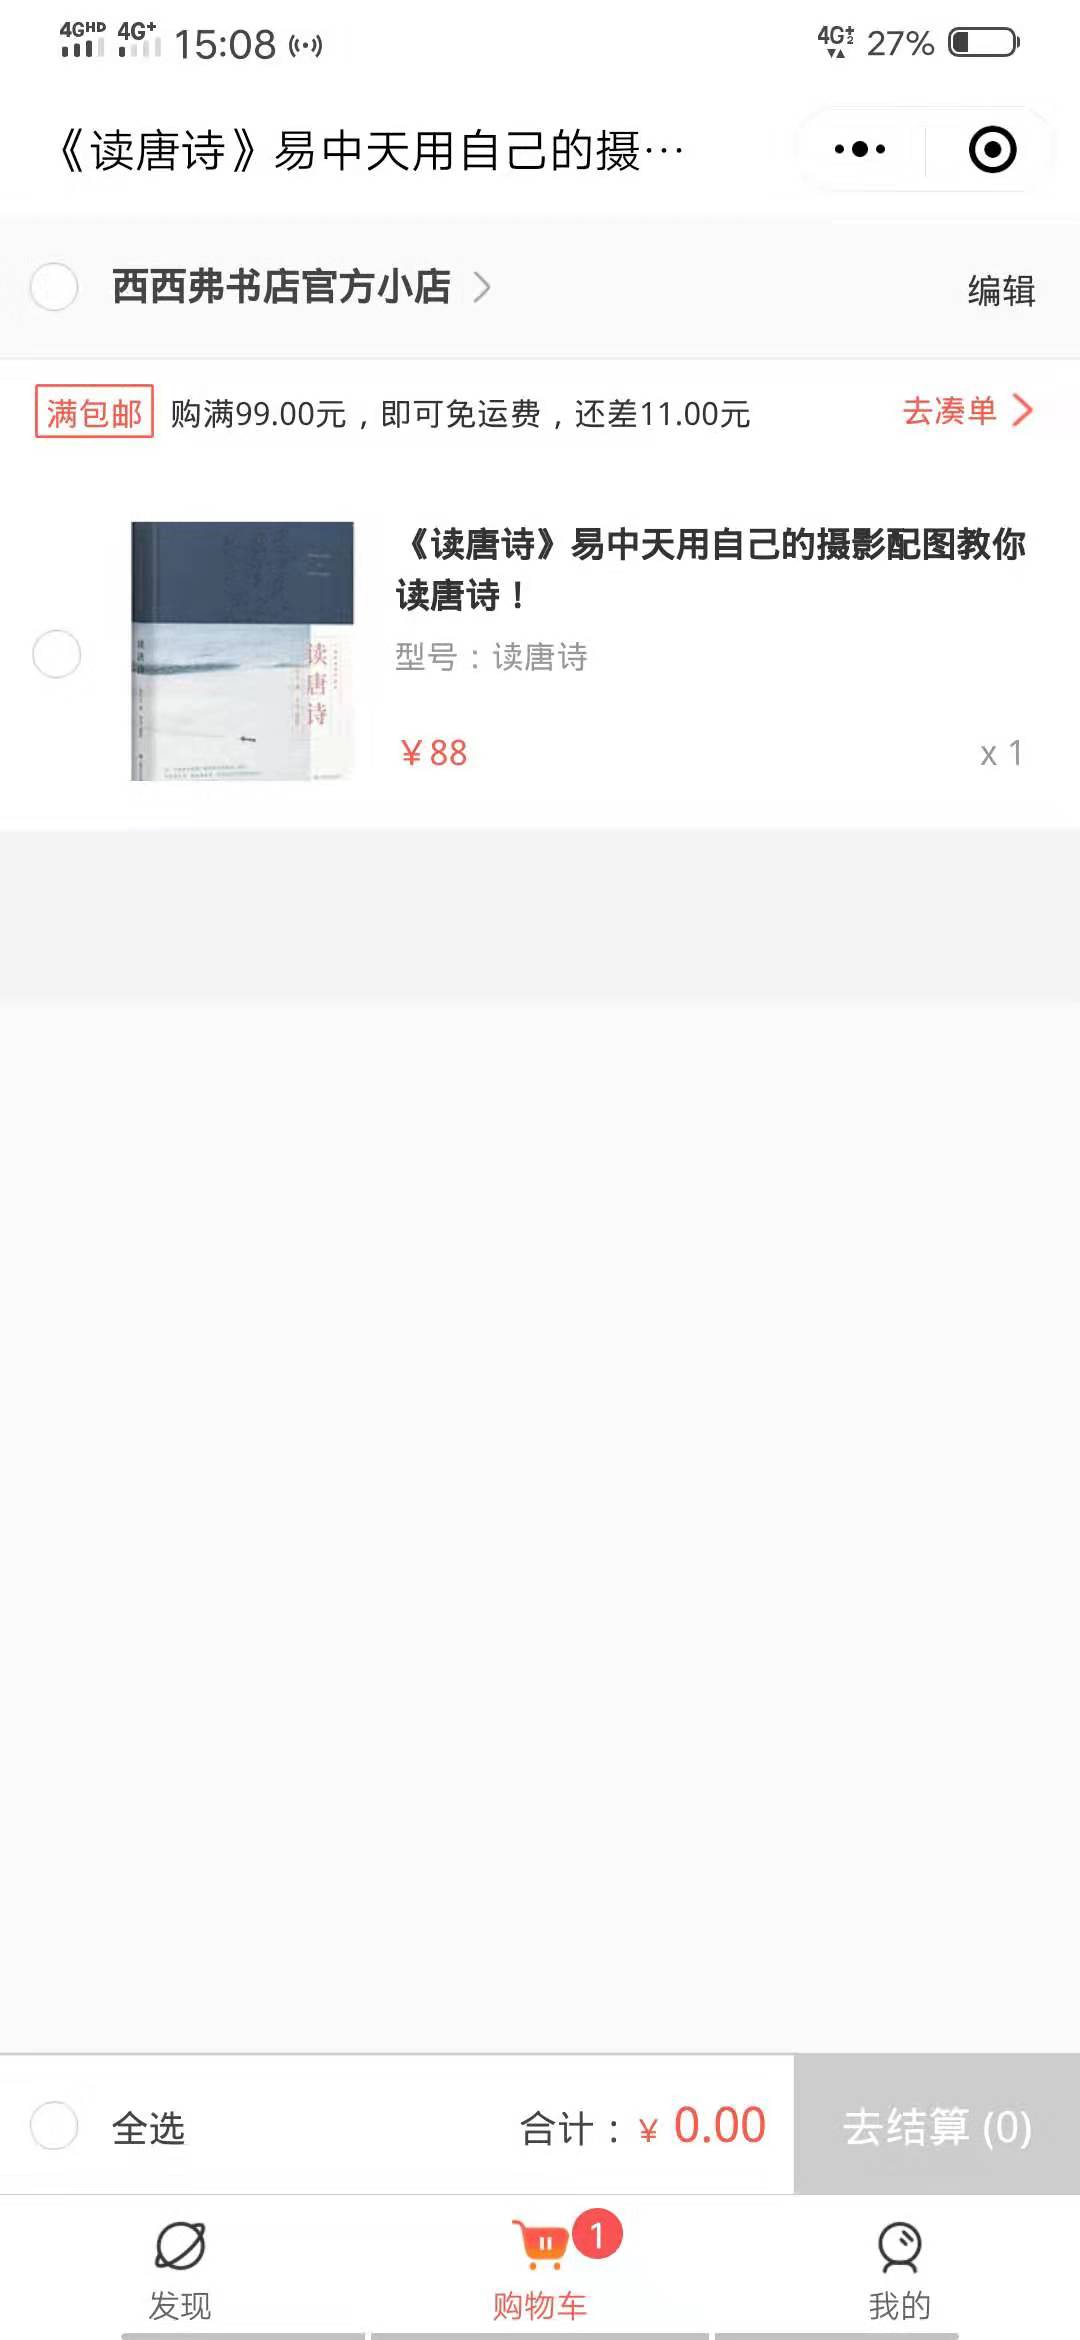 4GHD 4G+ 15:08 4G+2 27%
《读唐诗》易中天用自己的摄···
西西弗书店官方小店
编辑
满包邮 购满99.00元，即可免运费，还差11.00元 去凑单
《读唐诗》易中天用自己的摄影配图教你
读唐诗！
型号：读唐诗
¥88 x 1
读唐诗
全选 合计：¥ 0.00 去结算 (0)
1
发现 购物车 我的